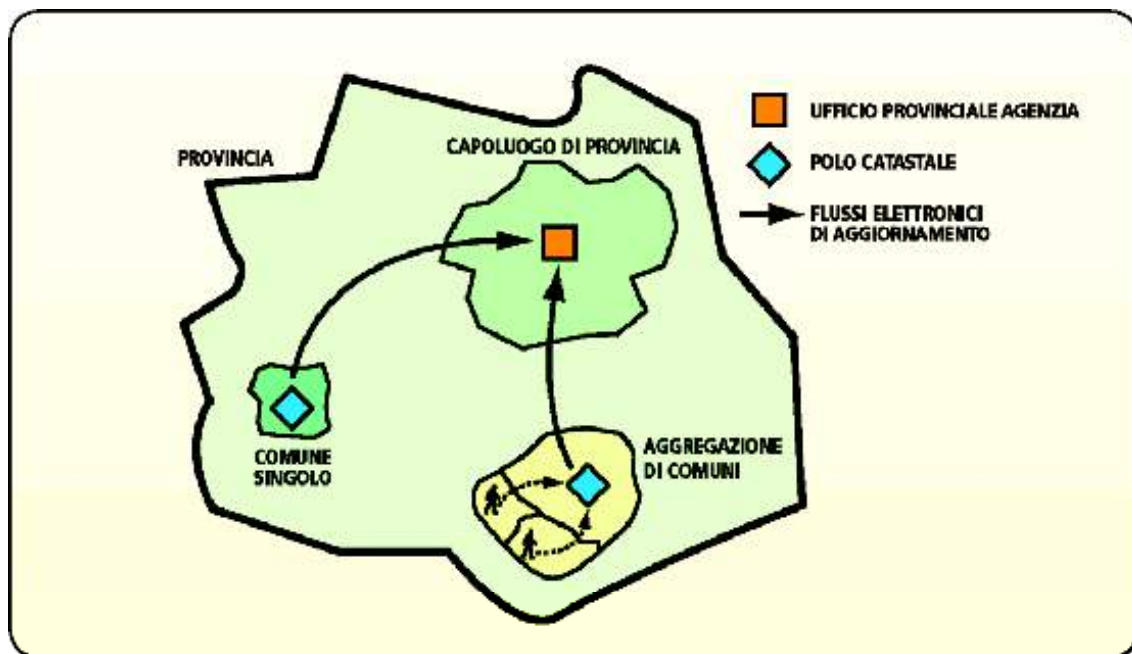 PROVINCIA
CAPOLUOGO DI PROVINCIA
UFFICIO PROVINCIALE AGENZIA
POLO CATASTALE
FLUSSI ELETTRONICI
DI AGGIORNAMENTO
COMUNE
SINGOLO
AGGREGAZIONE
DI COMUNI